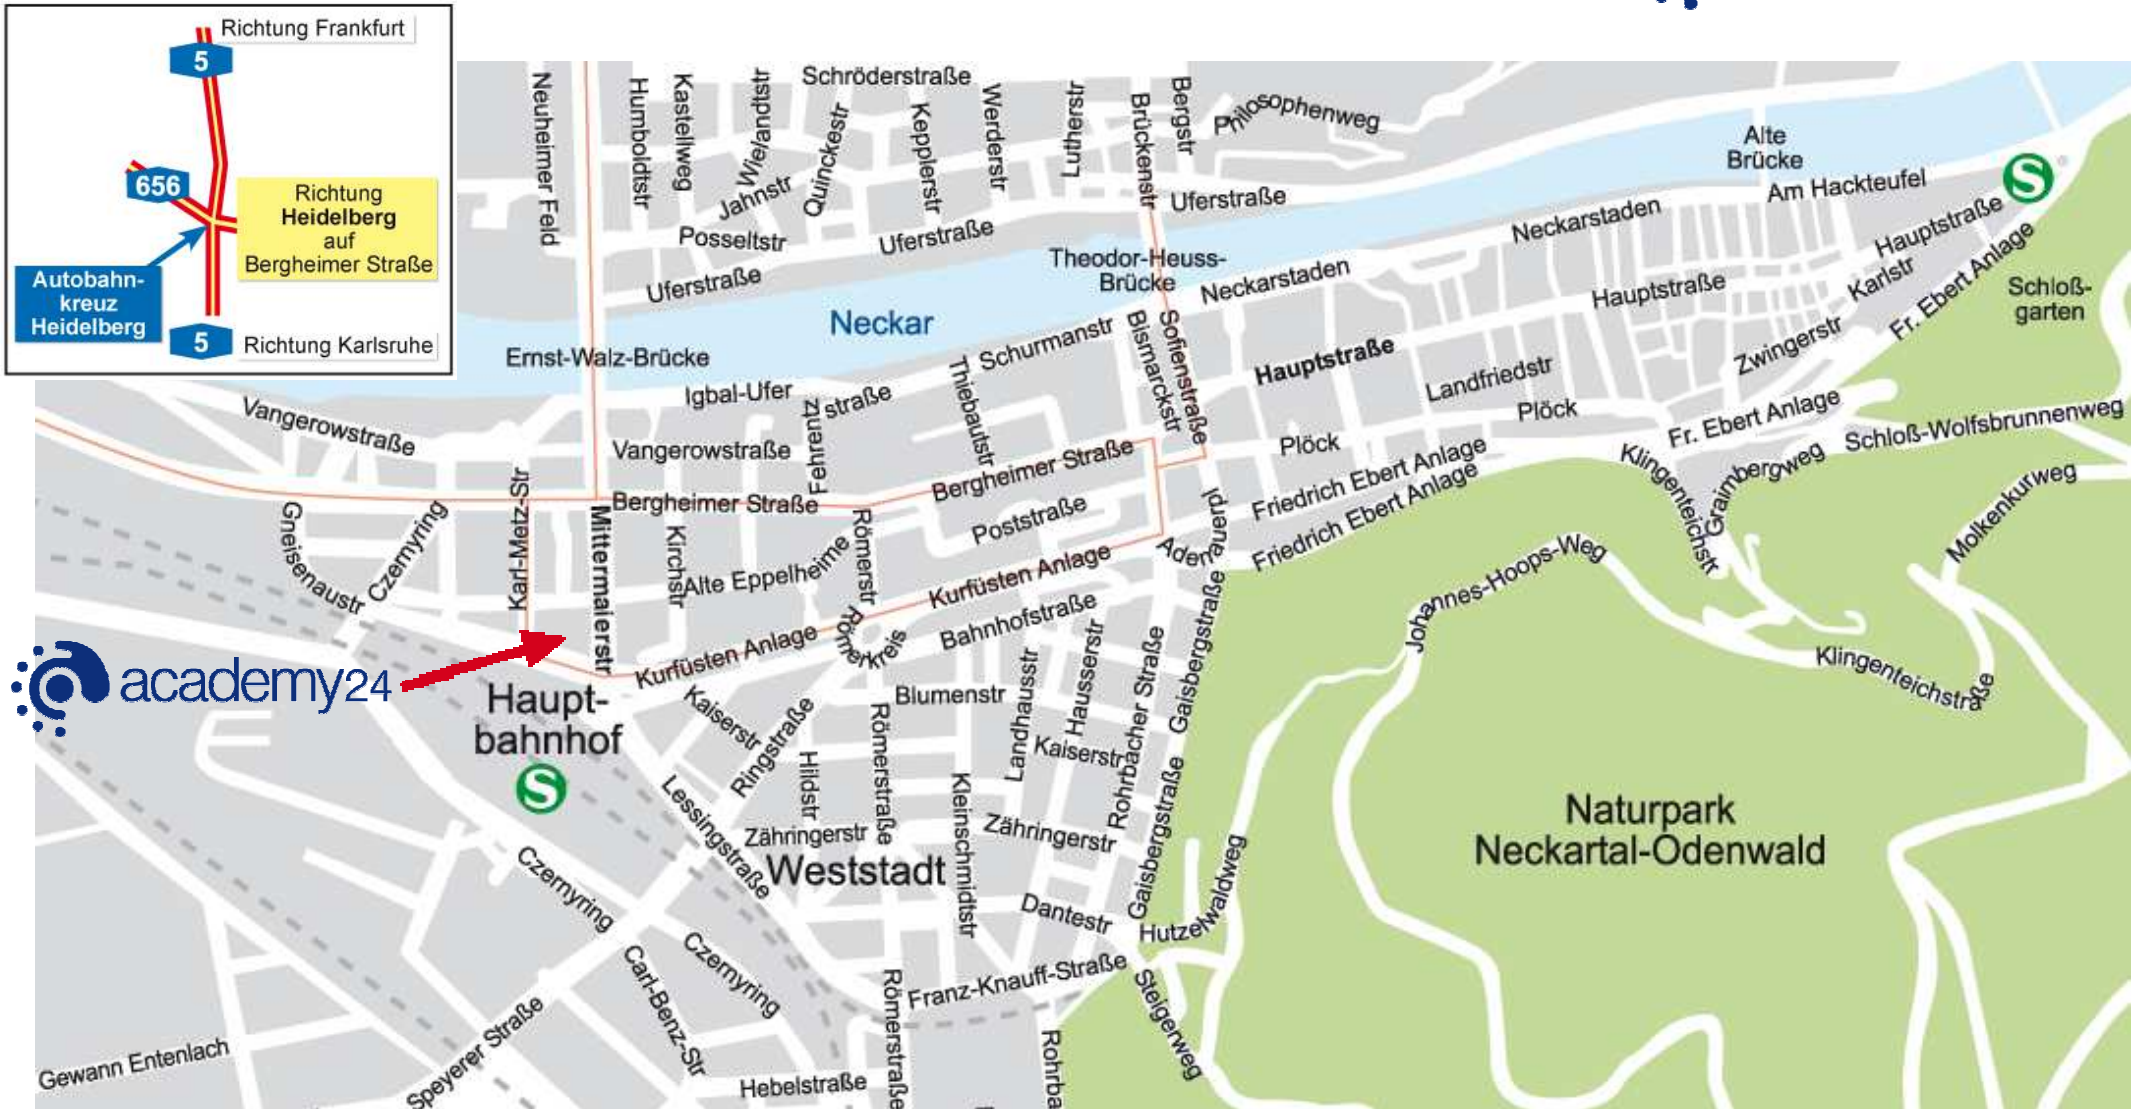 Richtung Frankfurt
5
656
Richtung
Heidelberg
auf
Bergheimer Straße
Autobahn-
kreuz
Heidelberg
5
Richtung Karlsruhe
Neuheimer Feld
Humboldtstr
Kastellweg
Wielandtstr
Schröderstraße
Jahnstr
Quinckestr
Kepplerstr
Werderstr
Lutherstr
Brückenstr
Bergstr
Philosophenweg
Posseltstr
Uferstraße
Uferstraße
Uferstraße
Alte
Brücke
Am Hackteufel
S
Neckarstaden
Hauptstraße
Karlstr
Fr. Ebert Anlage
Schloß-
garten
Theodor-Heuss-
Brücke
Neckarstaden
Hauptstraße
Neckar
Ernst-Walz-Brücke
Schurmanstr
Bismarckstr
Sofienstraße
Hauptstraße
Zwingerstr
Landfriedstr
Igbal-Ufer
Fehrentz
straße
Thiebautstr
Vangerowstraße
Vangerowstraße
Plöck
Plöck
Fr. Ebert Anlage
Schloß-Wolfsbrunnenweg
Bergheimer Straße
Bergheimer Straße
Friedrich Ebert Anlage
Friedrich Ebert Anlage
Klingenteichstr
Graimbergweg
Molkenkurweg
Gneisenaustr
Czernyring
Karl-Metz-Str
Mittermaierstr
Kirchstr
Alte Eppelheime
Römerstr
Poststraße
Adenauerpl
Kurfüsten Anlage
Johannes-Hoops-Weg
Klingenteichstraße
Bahnhofstraße
Kurfüsten Anlage
Römerkreis
academy24
Haupt-
bahnhof
S
Kaiserstr
Ringstraße
Blumenstr
Landhausstr
Hausserstr
Rohrbacher Straße
Gaisbergstraße
Hildstr
Römerstraße
Kaiserstr
Lessingstraße
Zähringerstr
Zähringerstr
Kleinschmidtstr
Weststadt
Gaisbergstraße
Naturpark
Neckartal-Odenwald
Czernyring
Dantestr
Hutzelwaldweg
Czernyring
Carl-Benz-Str
Franz-Knauff-Straße
Steigerweg
Römerstraße
Speyerer Straße
Gewann Entenlach
Hebelstraße
Rohrba